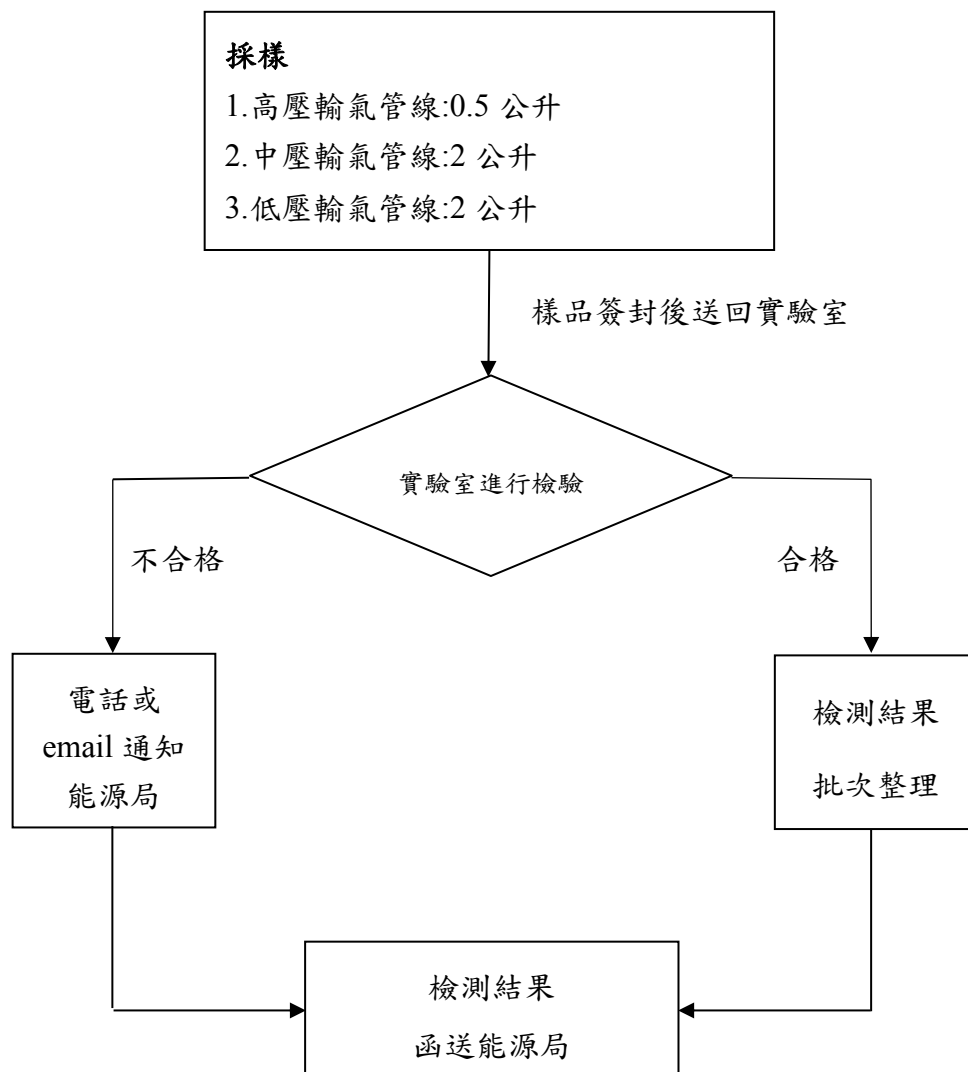 採樣
1.高壓輸氣管線:0.5 公升
2.中壓輸氣管線:2 公升
3.低壓輸氣管線:2 公升
樣品簽封後送回實驗室
實驗室進行檢驗
不合格
合格
電話或
email 通知
能源局
檢測結果
批次整理
檢測結果
函送能源局